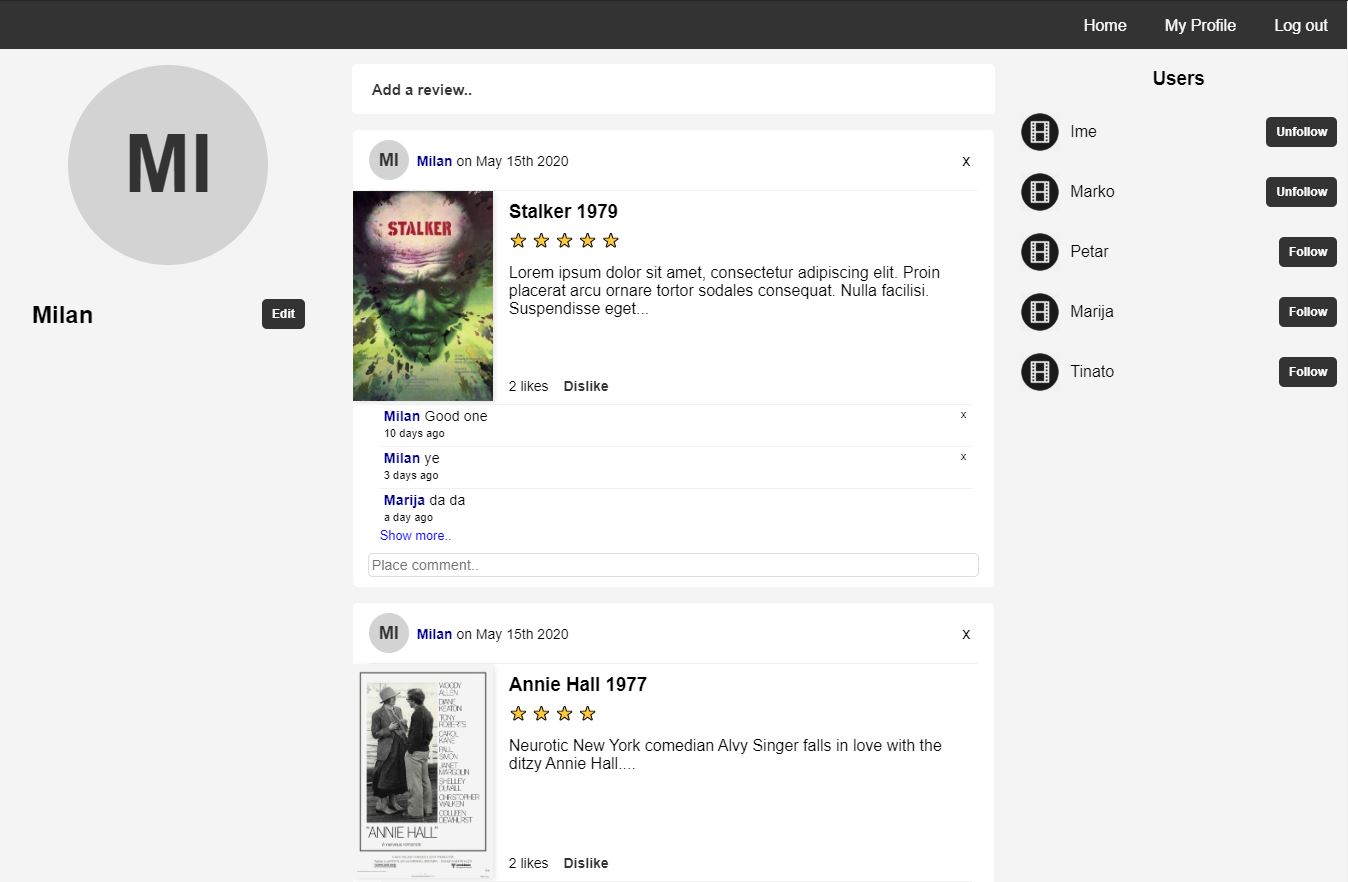 Home My Profile Log out
MI
Milan Edit
Add a review..
MI Milan on May 15th 2020 x
STALKER
Stalker 1979
Lorem ipsum dolor sit amet, consectetur adipiscing elit. Proin
placerat arcu ornare tortor sodales consequat. Nulla facilisi.
Suspendisse eget...
2 likes Dislike
Milan Good one x
10 days ago
Milan ye x
3 days ago
Marija da da
a day ago
Show more..
Place comment..
MI Milan on May 15th 2020 x
WOODY
ALLEN
DIANE
KEATON
TONY
ROBERTS
CAROL
KANE
PAUL
SIMON
JANET
MARGOLIN
SHELLEY
DUVALL
CHRISTOPHER
WALKEN
COLLEEN
DEWHURST
"ANNIE HALL"
A nervous romance.
Annie Hall 1977
Neurotic New York comedian Alvy Singer falls in love with the
ditzy Annie Hall....
2 likes Dislike
Users
Ime Unfollow
Marko Unfollow
Petar Follow
Marija Follow
Tinato Follow